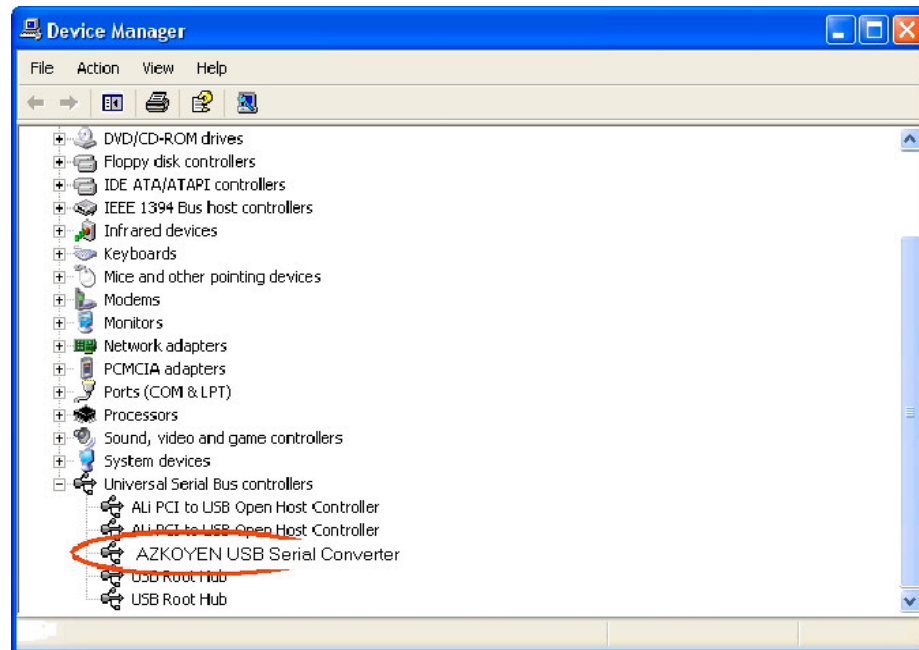 Device Manager
File Action View Help
DVD/CD-ROM drives
Floppy disk controllers
IDE ATA/ATAPI controllers
IEEE 1394 Bus host controllers
Infrared devices
Keyboards
Mice and other pointing devices
Modems
Monitors
Network adapters
PCMCIA adapters
Ports (COM & LPT)
Processors
Sound, video and game controllers
System devices
Universal Serial Bus controllers
ALi PCI to USB Open Host Controller
ALi PCI to USB Open Host Controller
AZKOYEN USB Serial Converter
USB Root Hub
USB Root Hub